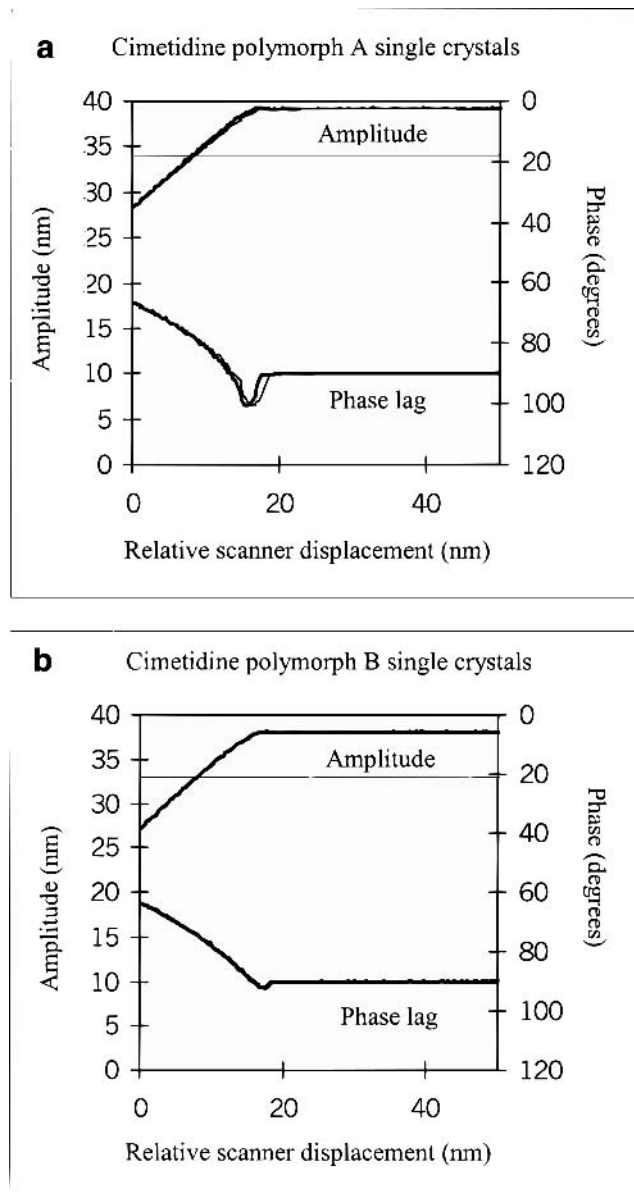 a Cimetidine polymorph A single crystals
40
35
30
25
20
15
10
5
0
Amplitude (nm)
Amplitude
Phase lag
0
20
40
60
80
100
120
Phase (degrees)
0 20 40
Relative scanner displacement (nm)
b Cimetidine polymorph B single crystals
40
35
30
25
20
15
10
5
0
Amplitude (nm)
Amplitude
Phase lag
0
20
40
60
80
100
120
Phase (degrees)
0 20 40
Relative scanner displacement (nm)